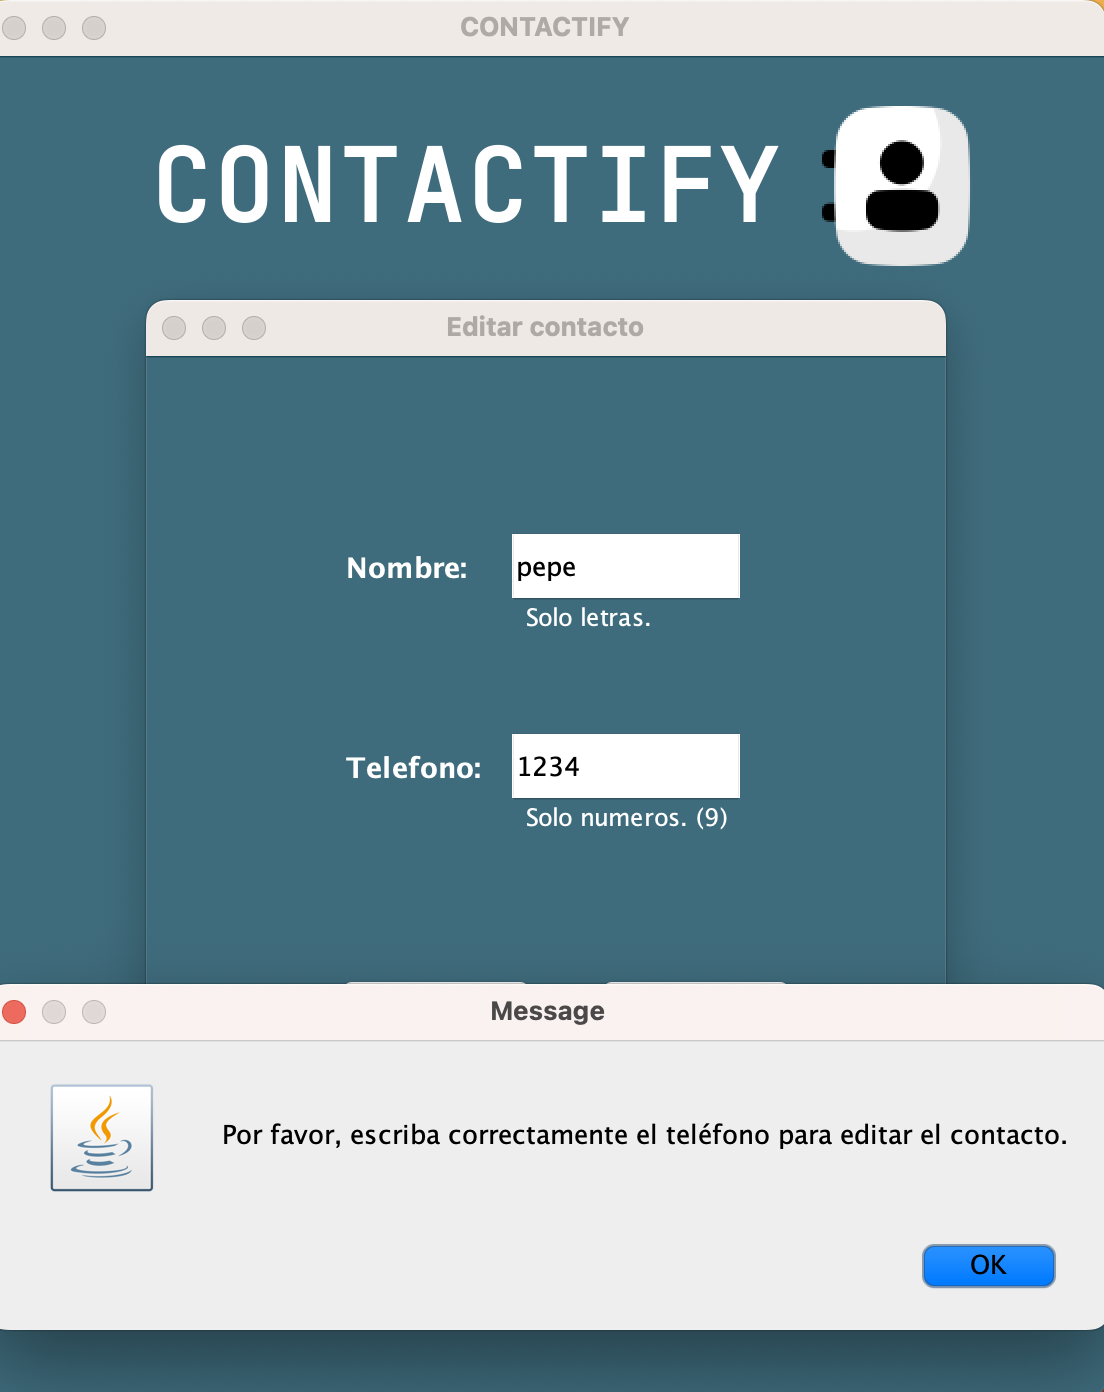 CONTACTIFY
CONTACTIFY
Editar contacto
Nombre:
pepe
Solo letras.
Telefono:
1234
Solo numeros. (9)
Message
Por favor, escriba correctamente el teléfono para editar el contacto.
OK